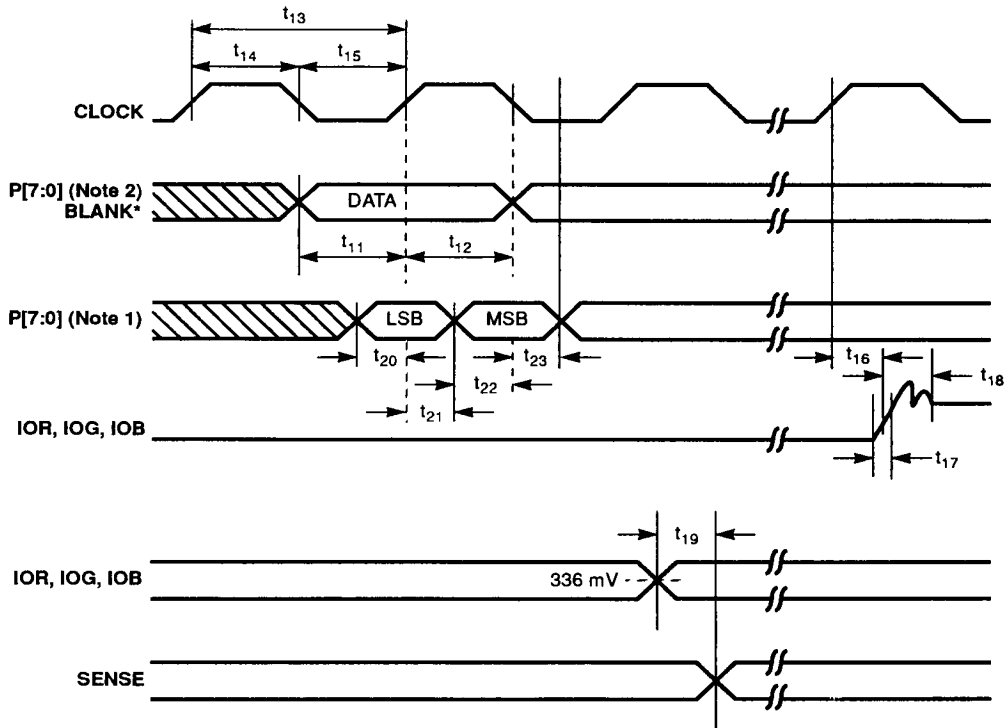 t13
t14 t15
CLOCK
P[7:0] (Note 2)
BLANK*
DATA
t11 t12
P[7:0] (Note 1)
LSB MSB
t20 t23
t22
t21
t16
t18
IOR, IOG, IOB
t17
t19
IOR, IOG, IOB
336 mV
SENSE